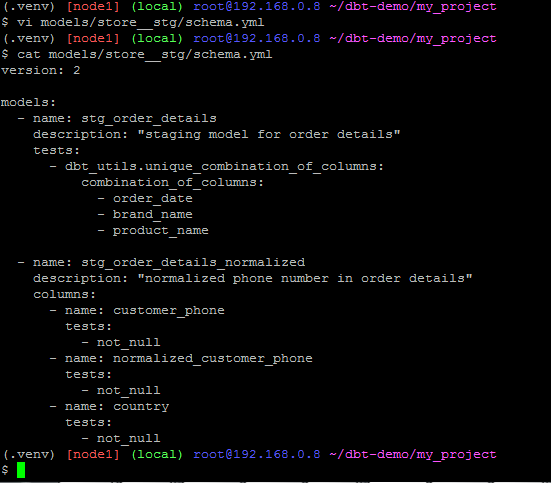 (.venv) [node1] (local) root@192.168.0.8 ~/dbt-demo/my_project
$ vi models/store__stg/schema.yml
(.venv) [node1] (local) root@192.168.0.8 ~/dbt-demo/my_project
$ cat models/store__stg/schema.yml
version: 2

models:
  - name: stg_order_details
    description: "staging model for order details"
    tests:
      - dbt_utils.unique_combination_of_columns:
          combination_of_columns:
            - order_date
            - brand_name
            - product_name

  - name: stg_order_details_normalized
    description: "normalized phone number in order details"
    columns:
      - name: customer_phone
        tests:
          - not_null
      - name: normalized_customer_phone
        tests:
          - not_null
      - name: country
        tests:
          - not_null
(.venv) [node1] (local) root@192.168.0.8 ~/dbt-demo/my_project
$